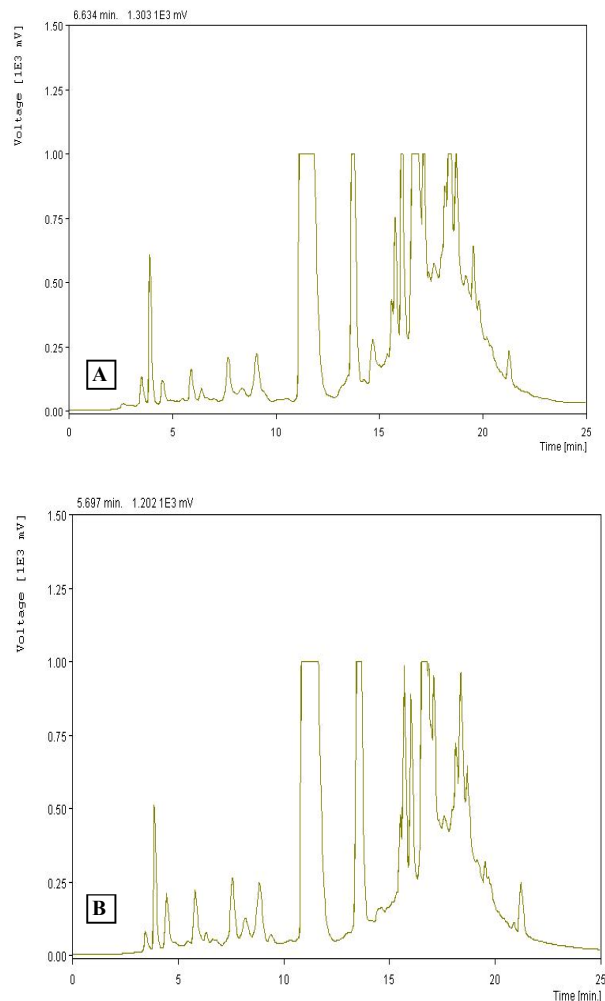 6.634 min. 1.303 1E3 mV
Voltage [1E3 mV]
1.50
1.25
1.00
0.75
0.50
0.25
0.00
A
0 5 10 15 20 25
Time [min.]
5.697 min. 1.202 1E3 mV
Voltage [1E3 mV]
1.50
1.25
1.00
0.75
0.50
0.25
0.00
B
0 5 10 15 20 25
Time [min.]